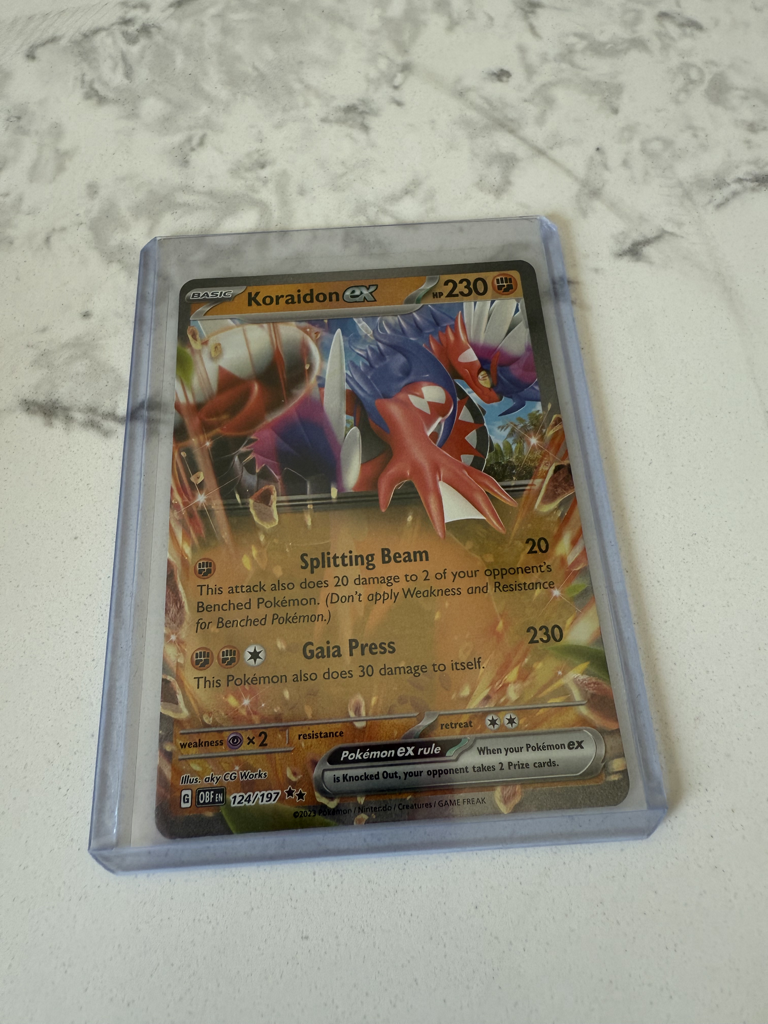 BASIC Koraidon ex HP 230
Splitting Beam 20
This attack also does 20 damage to 2 of your opponent's
Benched Pokémon. (Don't apply Weakness and Resistance
for Benched Pokémon.)
Gaia Press 230
This Pokémon also does 30 damage to itself.
weakness ×2 resistance retreat
Pokémon ex rule When your Pokémon ex
is Knocked Out, your opponent takes 2 Prize cards.
Illus. aky CG Works
G OBF EN 124/197 ★★
©2023 Pokémon / Nintendo / Creatures / GAME FREAK